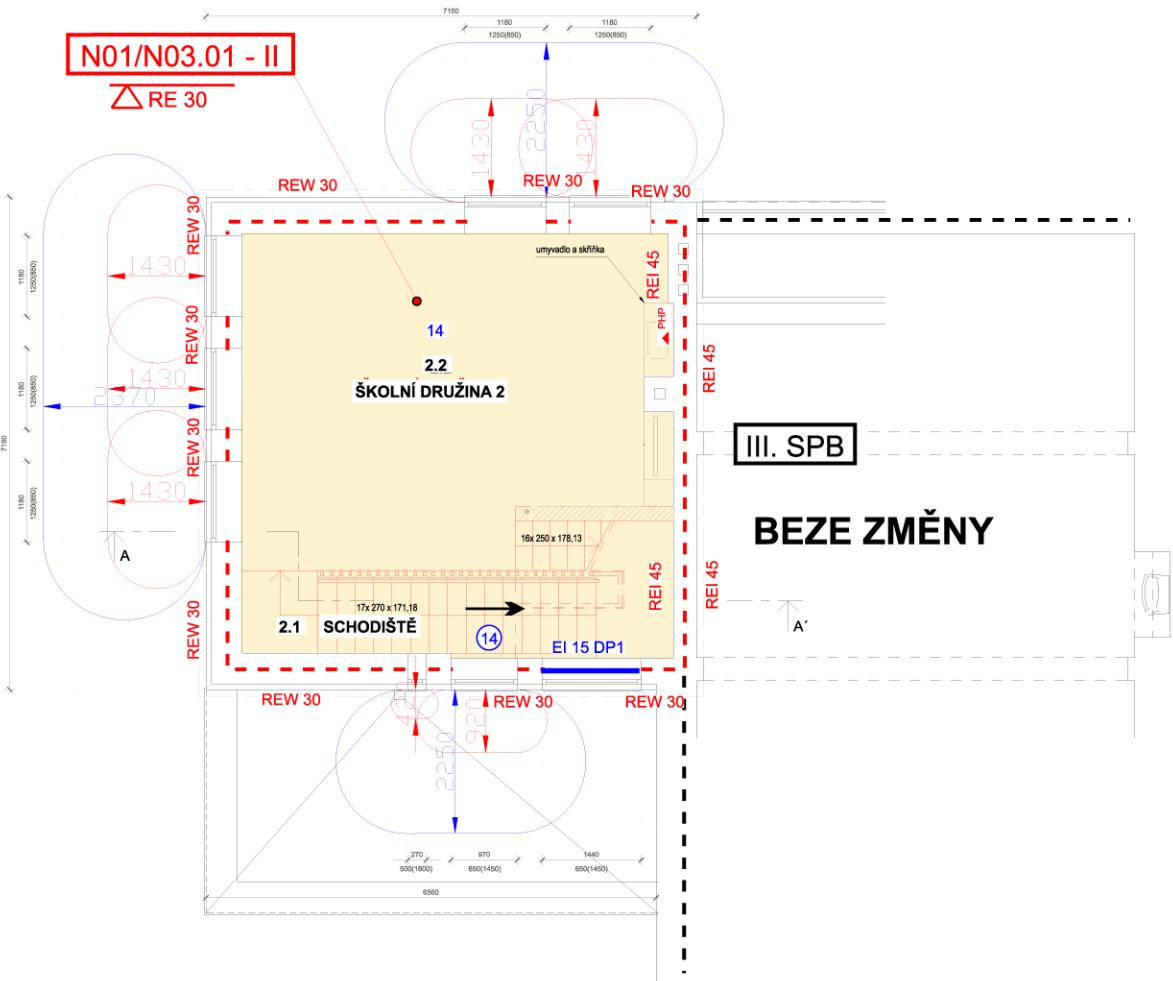 7150
1180
1250(850)
1180
1250(850)
N01/N03.01 - II
RE 30
1430
2250
1430
REW 30
REW 30
REW 30
REW 30
REW 30
REW 30
REW 30
1180
1250(850)
1180
1250(850)
1180
1250(850)
7160
1430
1430
1430
2370
umyvadlo a skříňka
REI 45
PHP
REI 45
14
2.2
ŠKOLNÍ DRUŽINA 2
III. SPB
BEZE ZMĚNY
16x 250 x 178,13
A
17x 270 x 171,18
2.1 SCHODIŠTĚ
14
EI 15 DP1
REI 45
REI 45
A´
REW 30
REW 30
REW 30
920
2250
270
500(1600)
970
650(1450)
1440
650(1450)
6560